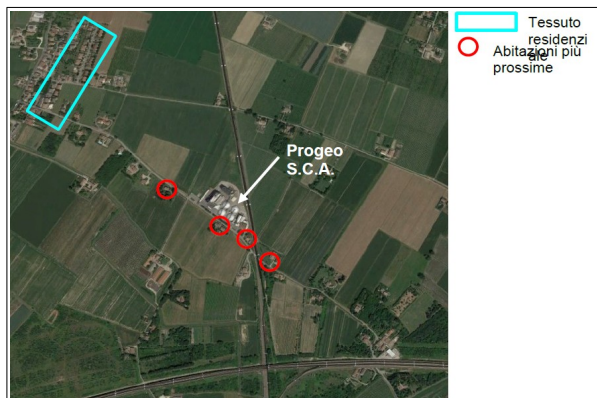 Tessuto
residenzi
ale
Abitazioni più
prossime
Progeo
S.C.A.